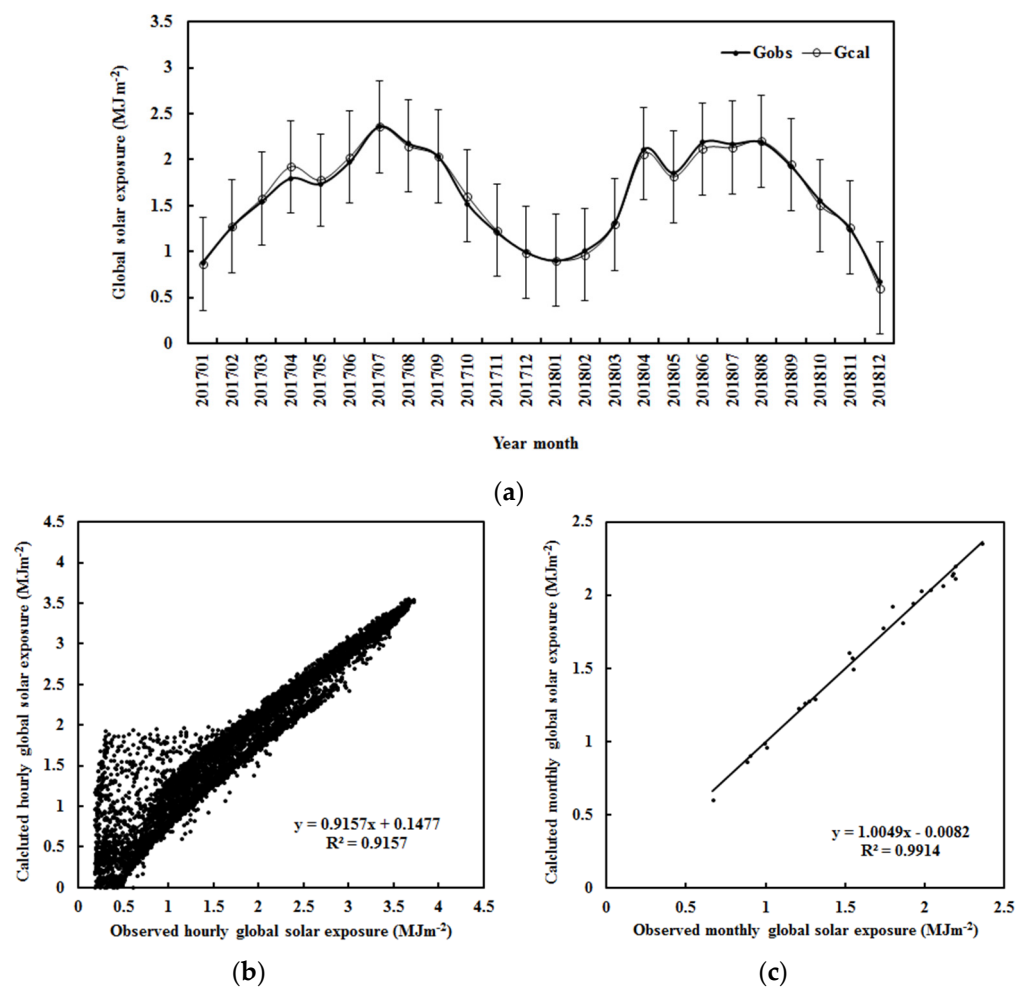 Global solar exposure (MJ m⁻²)
3.5
3
2.5
2
1.5
1
0.5
0
Gobs Gcal
201701 201702 201703 201704 201705 201706 201707 201708 201709 201710 201711 201712 201801 201802 201803 201804 201805 201806 201807 201808 201809 201810 201811 201812
Year month
(a)
Calcluted hourly global solar exposure (MJm⁻²)
4.5
4
3.5
3
2.5
2
1.5
1
0.5
0
y = 0.9157x + 0.1477
R² = 0.9157
0 0.5 1 1.5 2 2.5 3 3.5 4 4.5
Observed hourly global solar exposure (MJm⁻²)
(b)
Calcluted monthly global solar exposure (MJm⁻²)
2.5
2
1.5
1
0.5
0
y = 1.0049x - 0.0082
R² = 0.9914
0 0.5 1 1.5 2 2.5
Observed monthly global solar exposure (MJm⁻²)
(c)